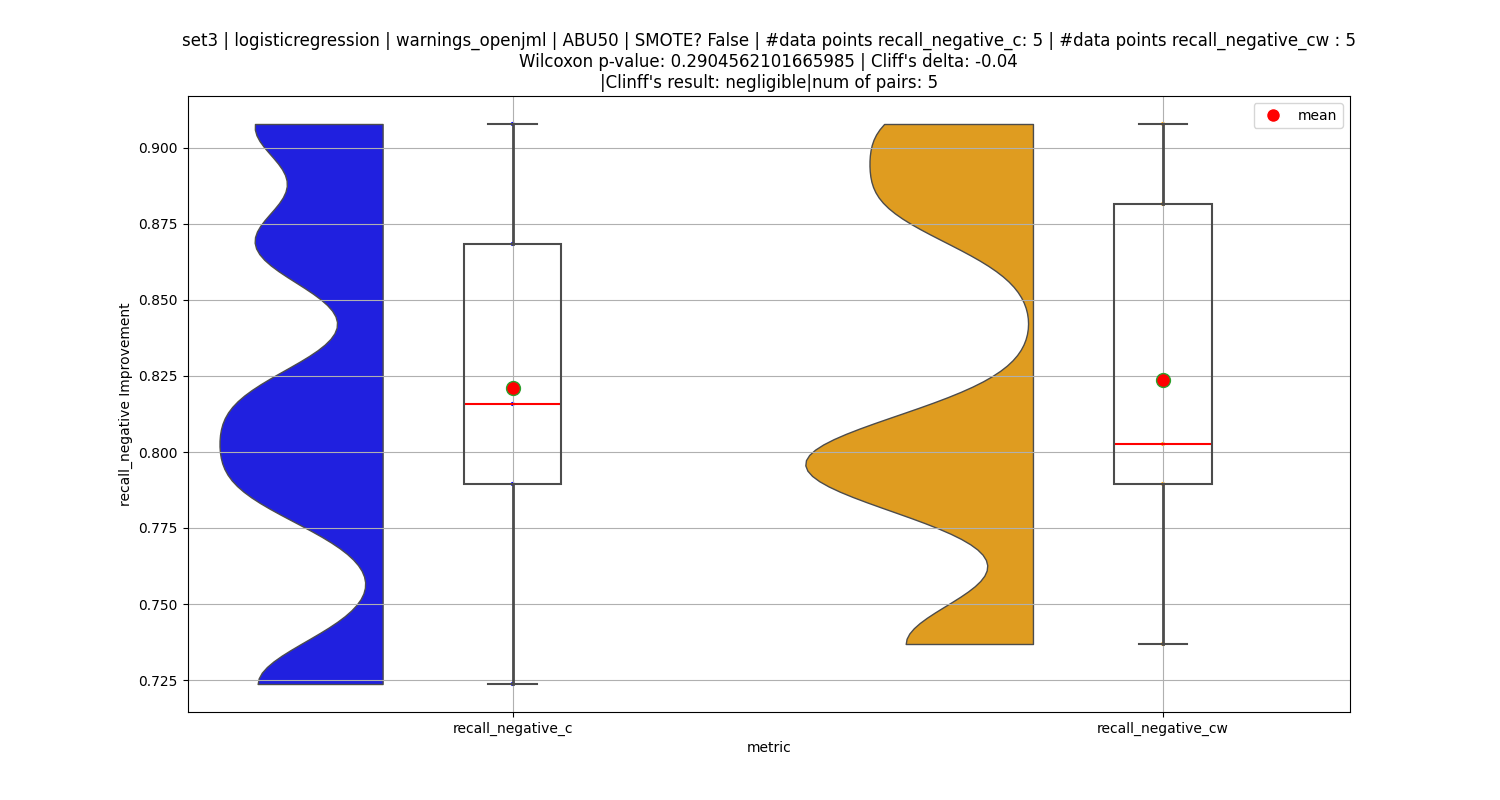 set3 | logisticregression | warnings_openjml | ABU50 | SMOTE? False | #data points recall_negative_c: 5 | #data points recall_negative_cw : 5
Wilcoxon p-value: 0.2904562101665985 | Cliff's delta: -0.04
|Clinff's result: negligible|num of pairs: 5
mean
0.900
0.875
0.850
0.825
0.800
0.775
0.750
0.725
recall_negative Improvement
recall_negative_c
recall_negative_cw
metric